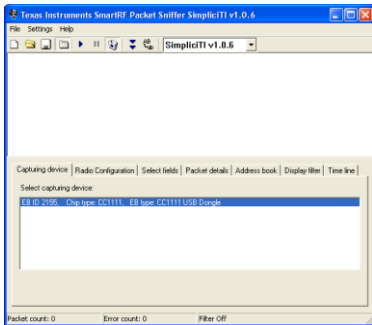 Texas Instruments SmartRF Packet Sniffer SimpliciTI v1.0.6
File Settings Help
SimpliciTI v1.0.6
Capturing device Radio Configuration Select fields Packet details Address book Display filter Time line
Select capturing device:
EB ID 2155, Chip type: CC1111, EB type: CC1111 USB Dongle
Packet count: 0 Error count: 0 Filter Off